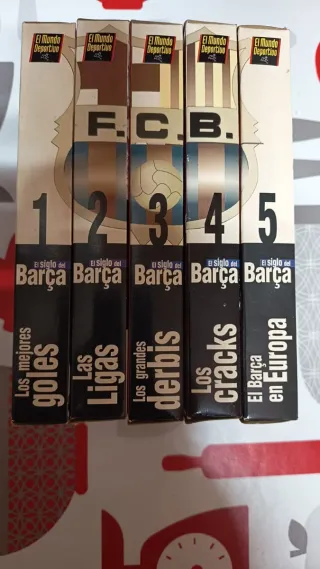 El Mundo
Deportivo
El Mundo
Deportivo
El Mundo
Deportivo
El Mundo
Deportivo
El Mundo
Deportivo
F.C.B.
1
2
3
4
5
El siglo del
Barça
El siglo del
Barça
El siglo del
Barça
El siglo del
Barça
El siglo del
Barça
Los mejores
goles
Las
Ligas
Los grandes
derbis
Los
cracks
El Barça
en Europa